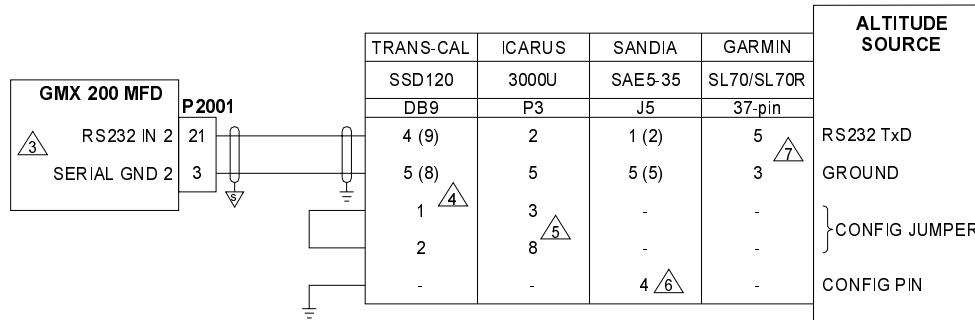 ALTITUDE
SOURCE
TRANS-CAL ICARUS SANDIA GARMIN
SSD120 3000U SAE5-35 SL70/SL70R
DB9 P3 J5 37-pin
GMX 200 MFD
P2001
3 RS232 IN 2 21 4 (9) 2 1 (2) 5 7 RS232 TxD
SERIAL GND 2 3 s 5 (8) 5 5 (5) 3 GROUND
4
1 3 - -
5
2 8 - -
CONFIG JUMPER
- - 4 6 - CONFIG PIN